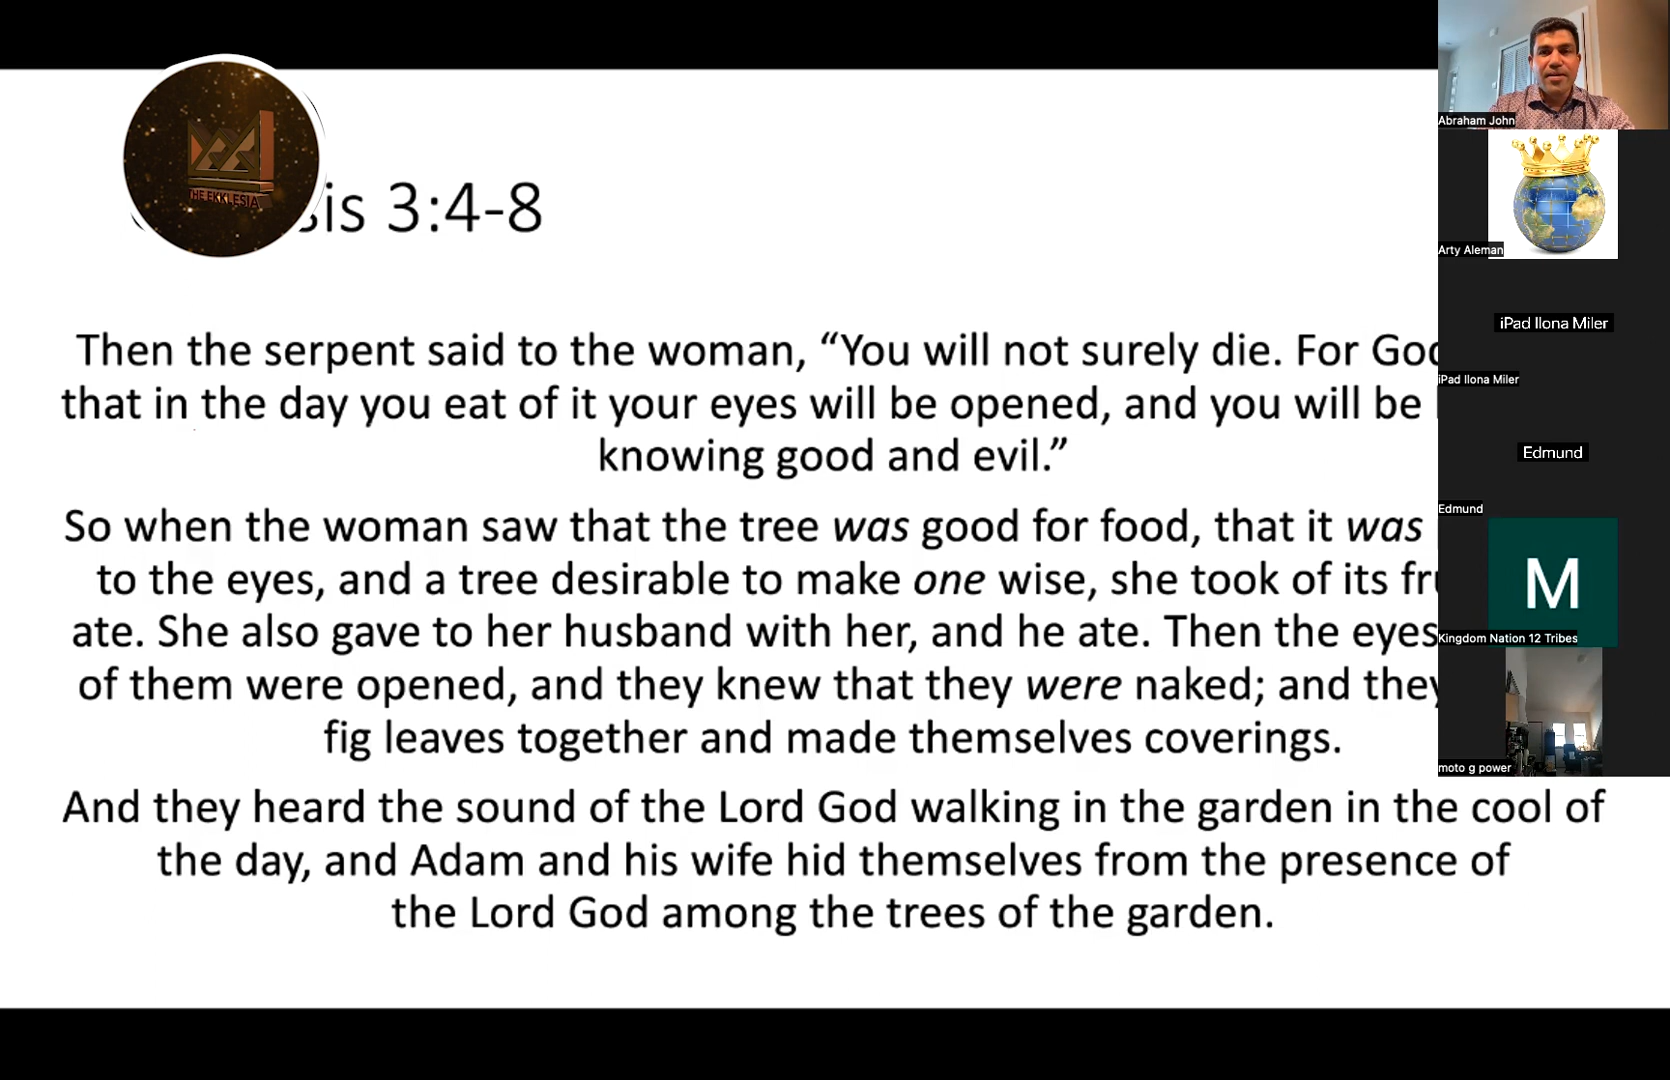 THE EKKLESIA
sis 3:4-8
Then the serpent said to the woman, “You will not surely die. For God
that in the day you eat of it your eyes will be opened, and you will be
knowing good and evil.”
So when the woman saw that the tree was good for food, that it was
to the eyes, and a tree desirable to make one wise, she took of its fru
ate. She also gave to her husband with her, and he ate. Then the eyes
of them were opened, and they knew that they were naked; and they
fig leaves together and made themselves coverings.
And they heard the sound of the Lord God walking in the garden in the cool of
the day, and Adam and his wife hid themselves from the presence of
the Lord God among the trees of the garden.
Abraham John
Arty Aleman
iPad Ilona Miler
iPad Ilona Miler
Edmund
Edmund
M
Kingdom Nation 12 Tribes
moto g power